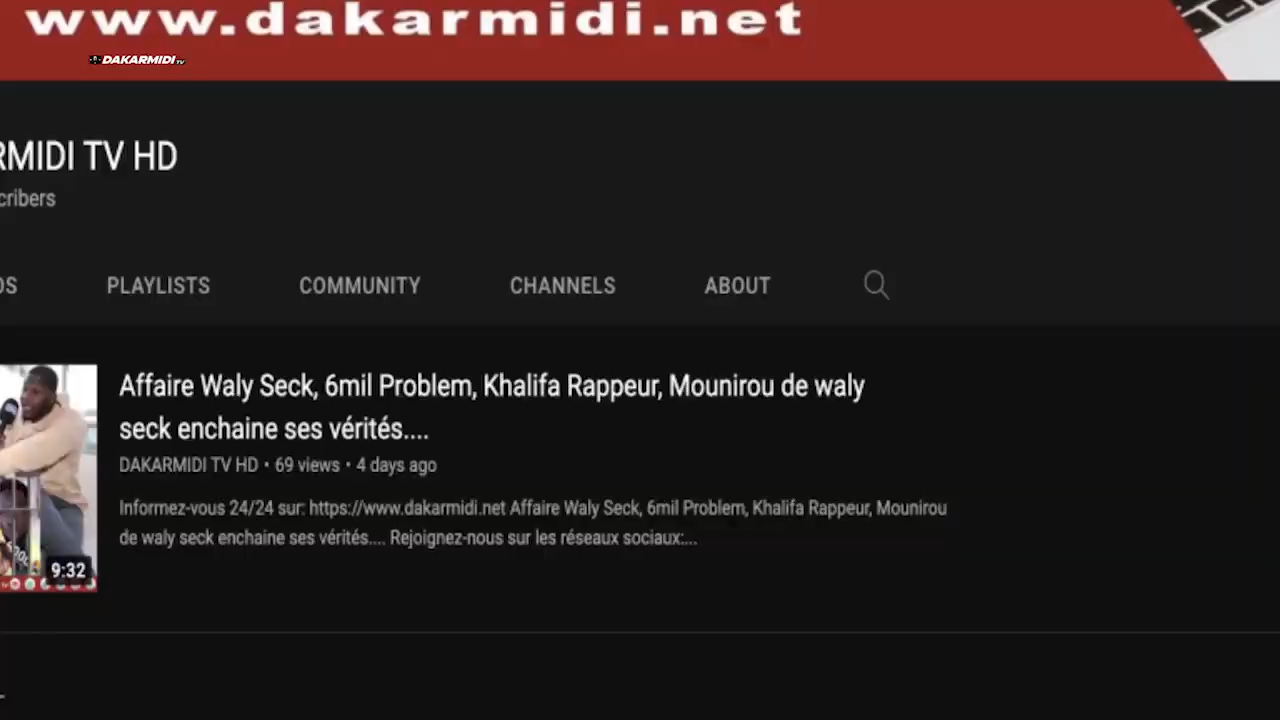 www.dakarmidi.net
DAKARMIDI TV
RMIDI TV HD
cribers
OS
PLAYLISTS
COMMUNITY
CHANNELS
ABOUT
Affaire Waly Seck, 6mil Problem, Khalifa Rappeur, Mounirou de waly
seck enchaine ses vérités....
DAKARMIDI TV HD • 69 views • 4 days ago
Informez-vous 24/24 sur: https://www.dakarmidi.net Affaire Waly Seck, 6mil Problem, Khalifa Rappeur, Mounirou
de waly seck enchaine ses vérités.... Rejoignez-nous sur les réseaux sociaux:...
9:32